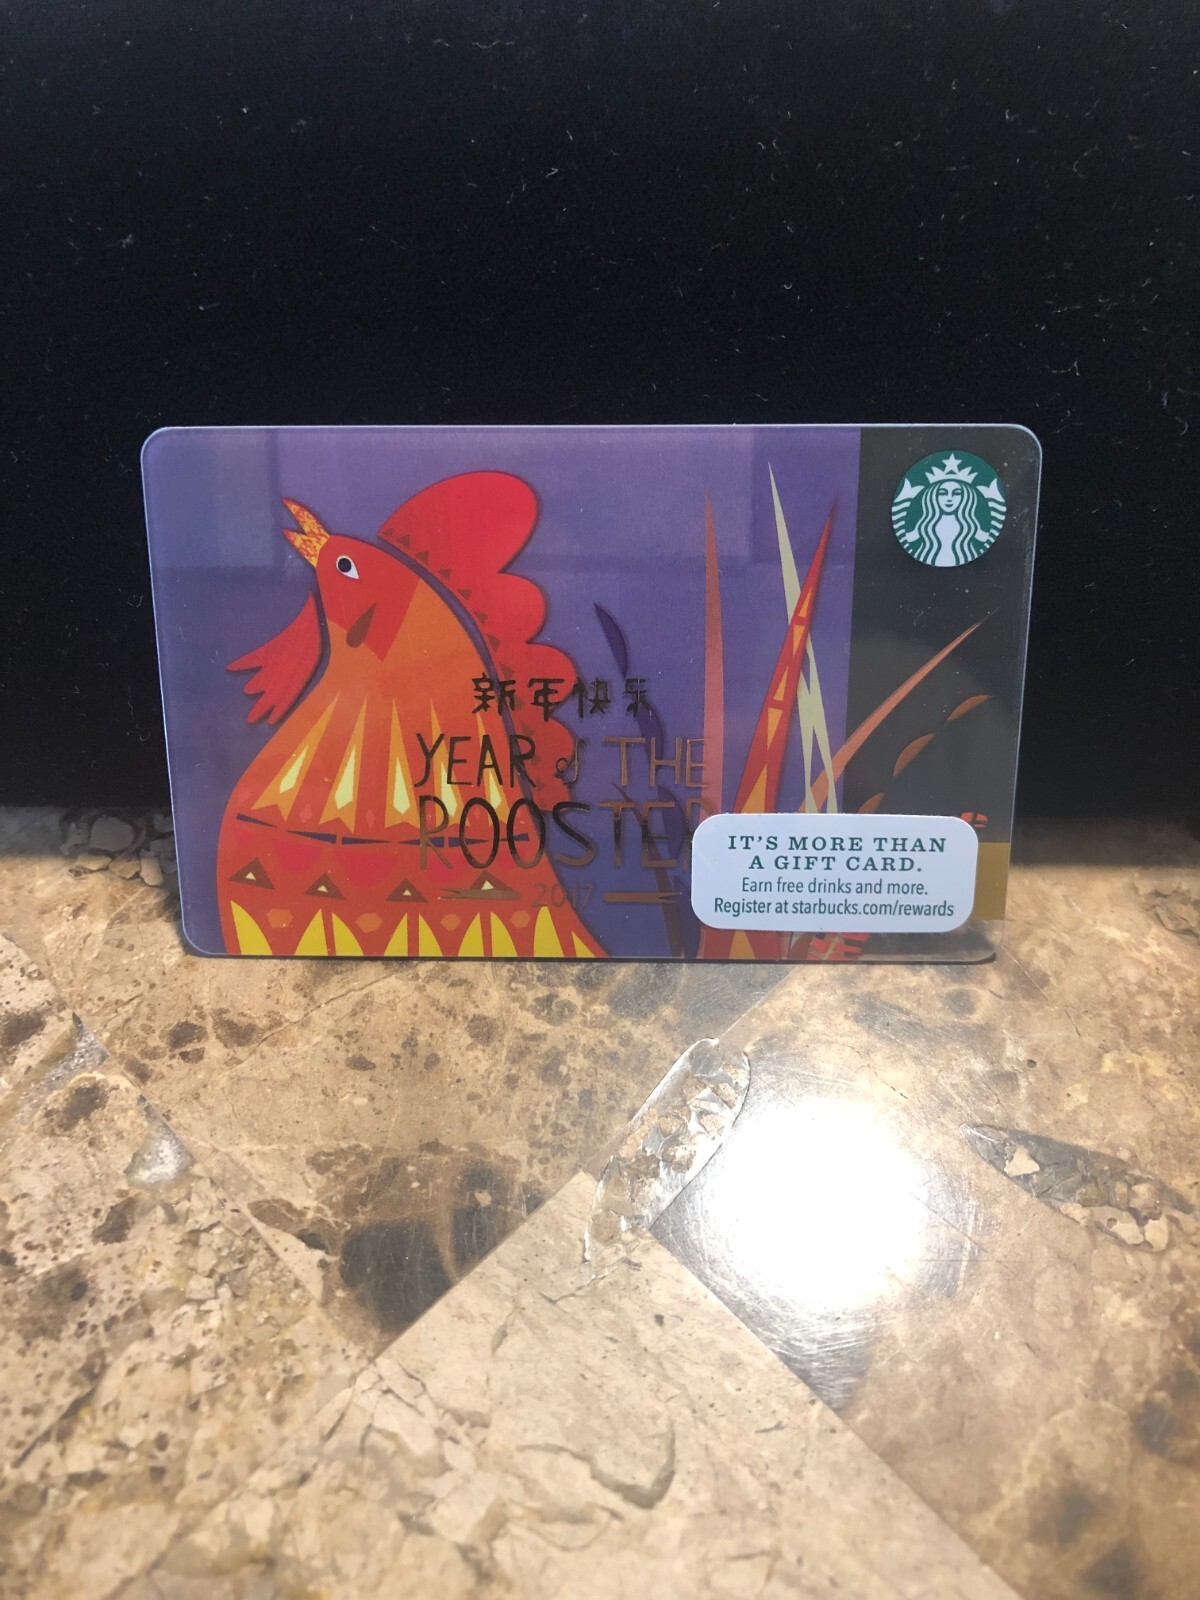 新年快乐
YEAR of THE
ROOSTER
2017
IT'S MORE THAN
A GIFT CARD.
Earn free drinks and more.
Register at starbucks.com/rewards